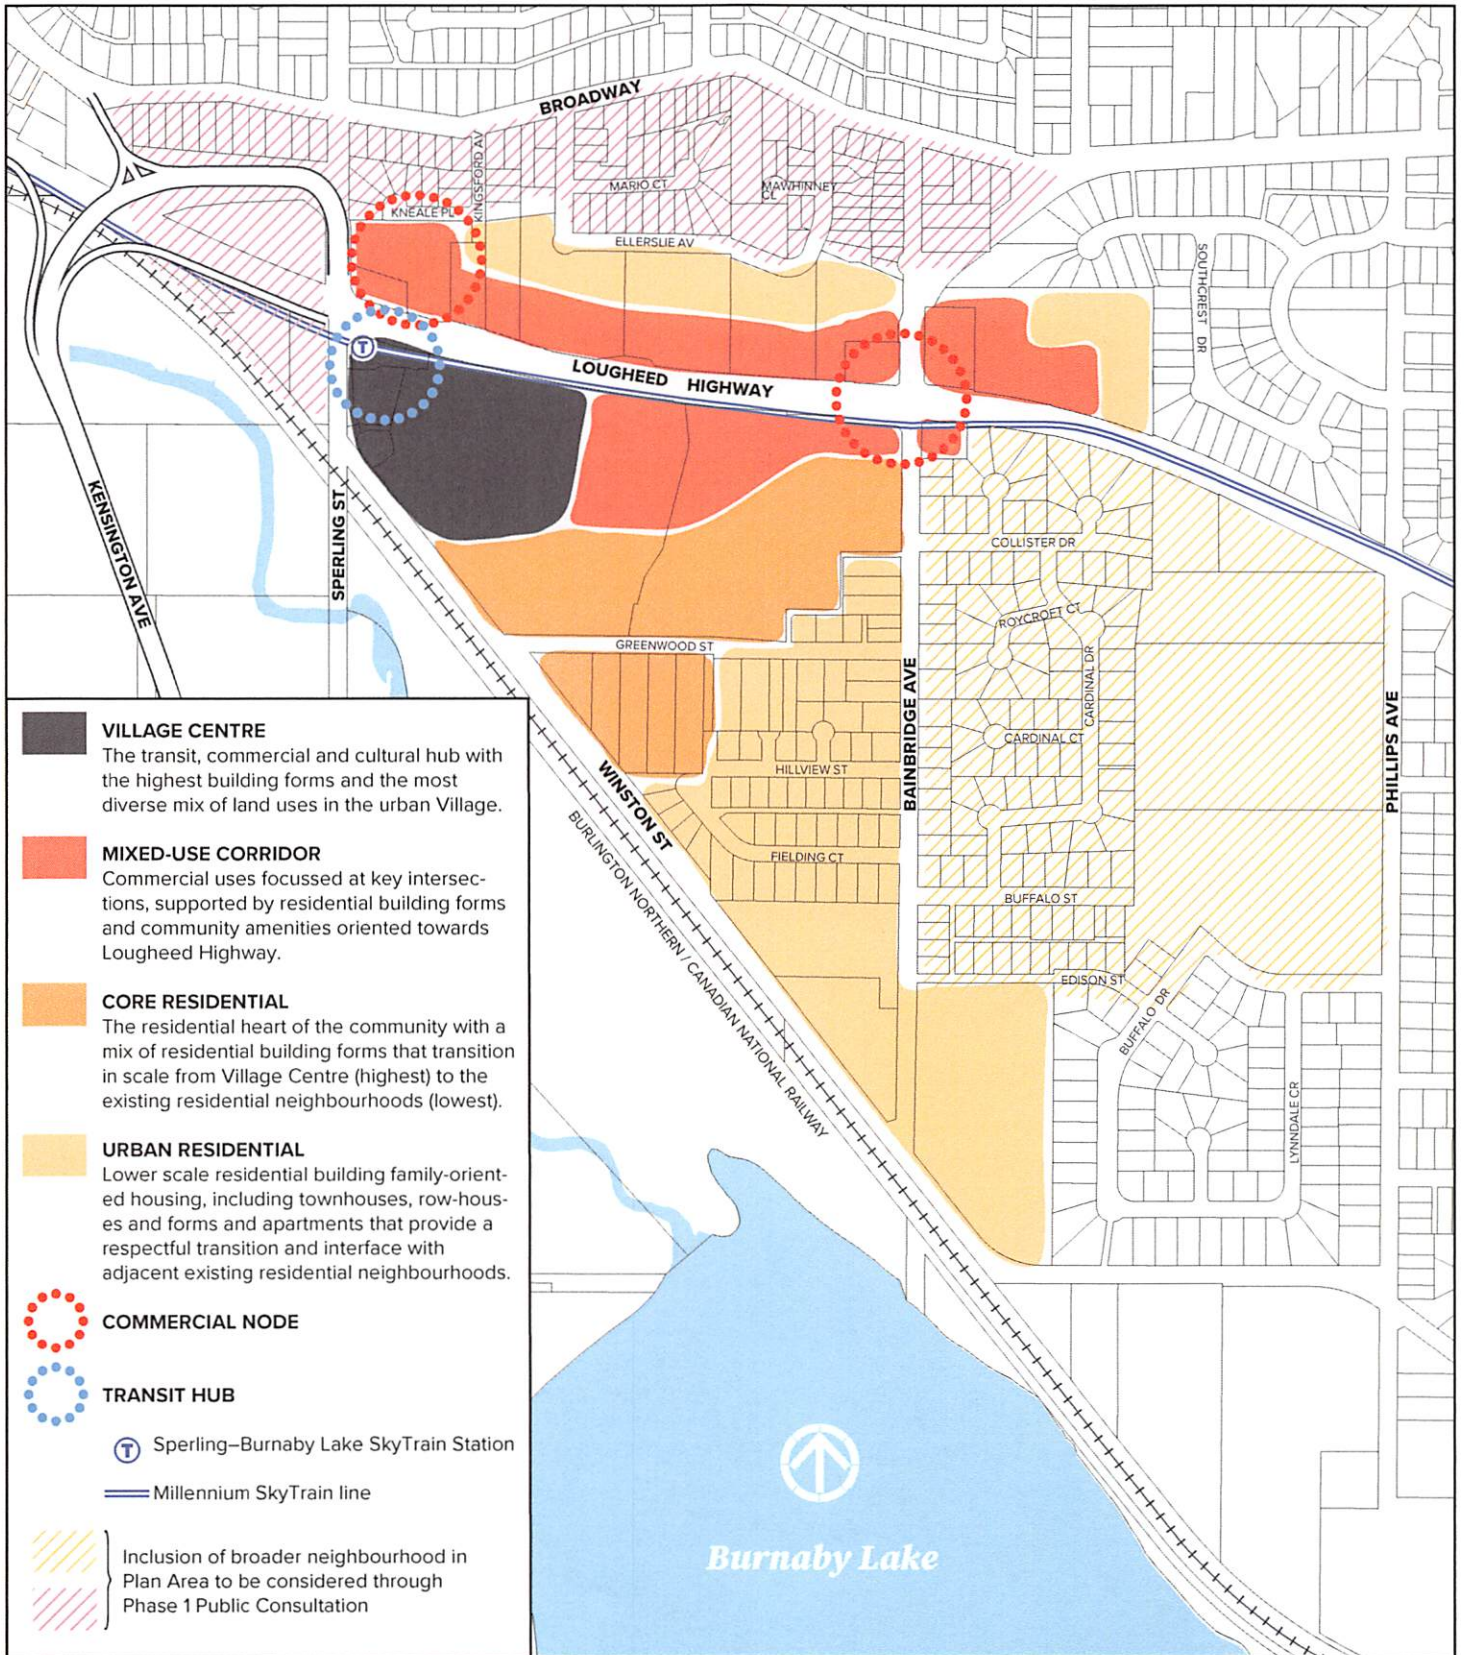 BROADWAY
KINGSFORD AV
MARIO CT
MAWHINNEY
CL
KNEALE PL
ELLERSLIE AV
SOUTHCREST DR
T
LOUGHEED HIGHWAY
KENSINGTON AVE
SPERLING ST
COLLISTER DR
ROYCROFT CT
GREENWOOD ST
CARDINAL DR
BAINBRIDGE AVE
PHILLIPS AVE
CARDINAL CT
HILLVIEW ST
WINSTON ST
FIELDING CT
BURLINGTON NORTHERN / CANADIAN NATIONAL RAILWAY
BUFFALO ST
EDISON ST
BUFFALO DR
LYNNDALE CR
VILLAGE CENTRE
The transit, commercial and cultural hub with
the highest building forms and the most
diverse mix of land uses in the urban Village.
MIXED-USE CORRIDOR
Commercial uses focussed at key intersec-
tions, supported by residential building forms
and community amenities oriented towards
Lougheed Highway.
CORE RESIDENTIAL
The residential heart of the community with a
mix of residential building forms that transition
in scale from Village Centre (highest) to the
existing residential neighbourhoods (lowest).
URBAN RESIDENTIAL
Lower scale residential building family-orient-
ed housing, including townhouses, row-hous-
es and forms and apartments that provide a
respectful transition and interface with
adjacent existing residential neighbourhoods.
COMMERCIAL NODE
TRANSIT HUB
T Sperling–Burnaby Lake SkyTrain Station
Millennium SkyTrain line
Inclusion of broader neighbourhood in
Plan Area to be considered through
Phase 1 Public Consultation
Burnaby Lake